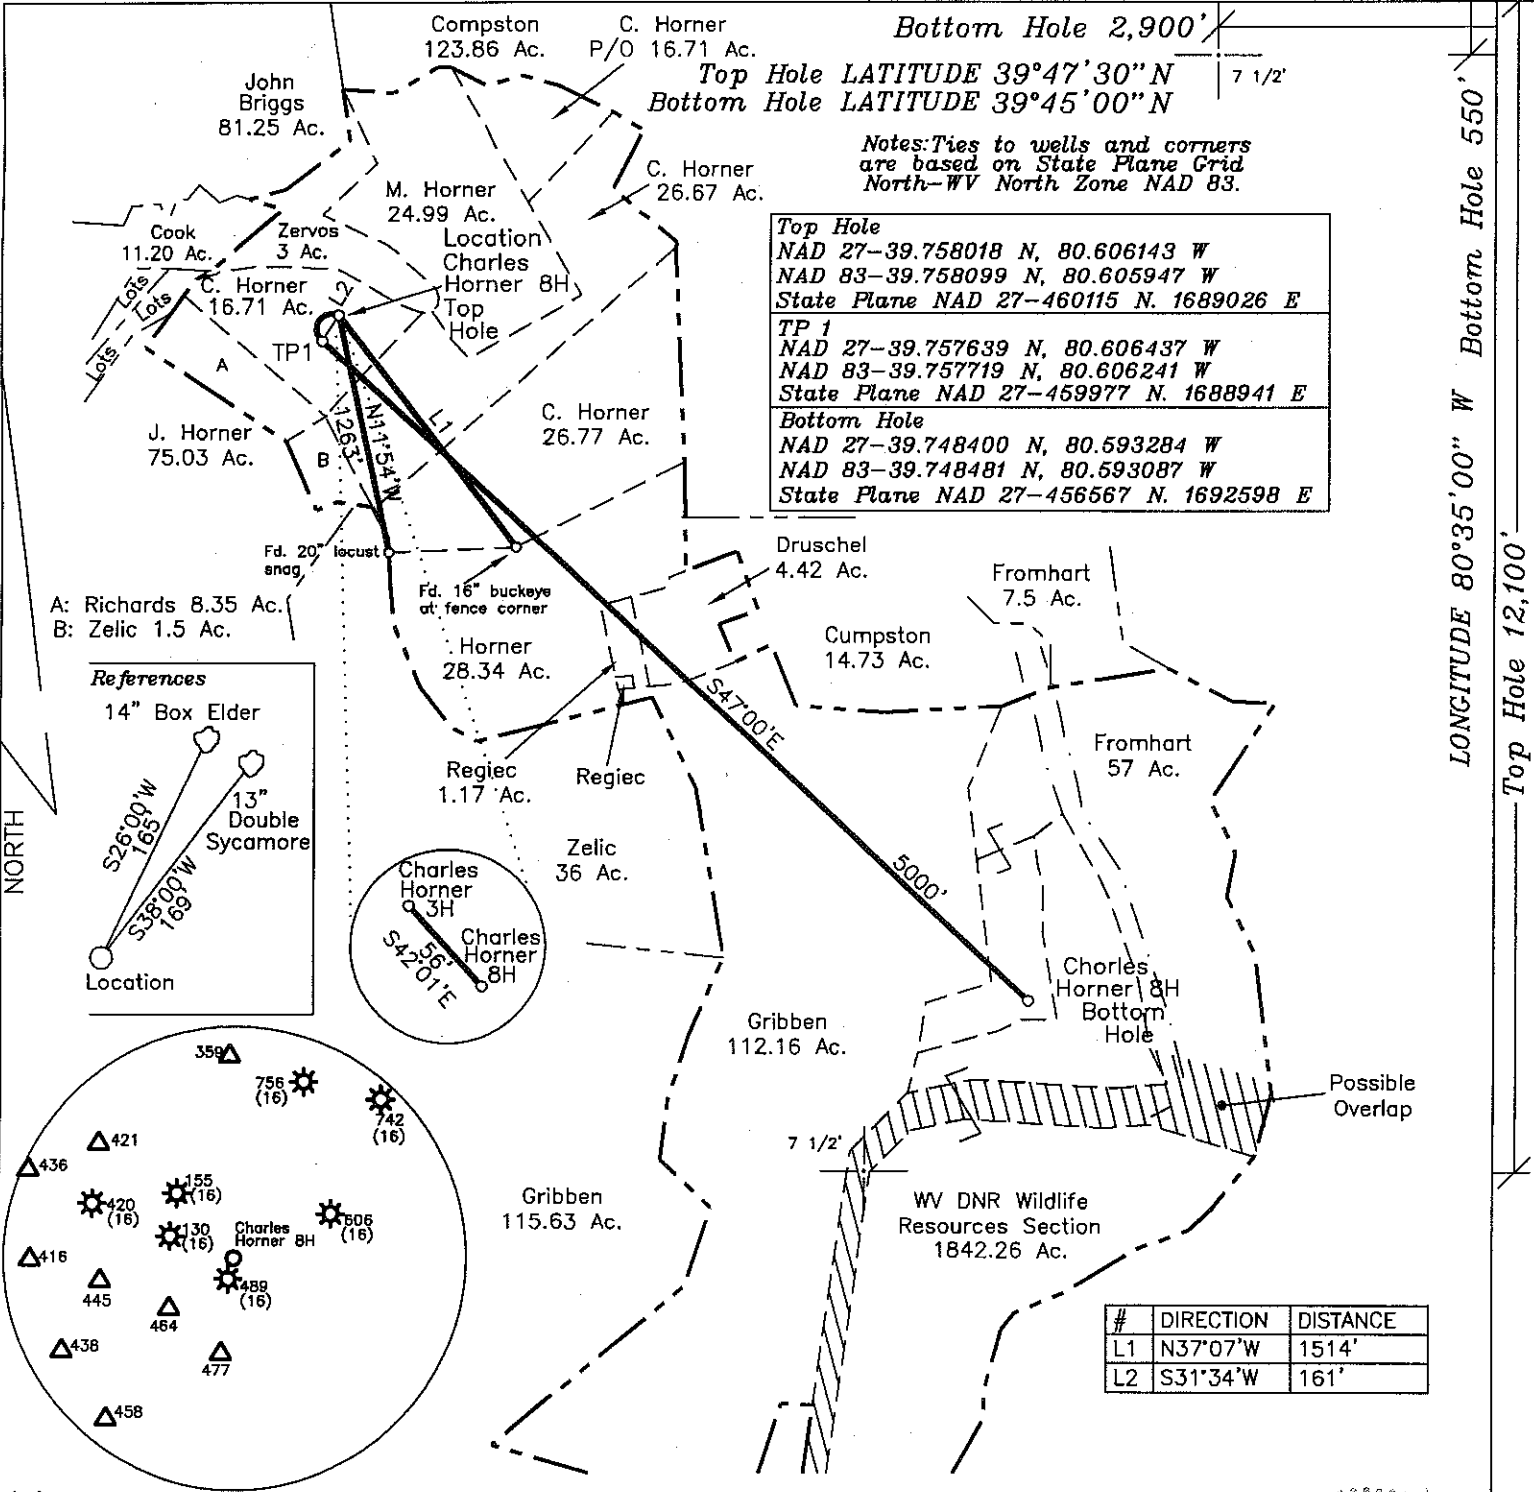 Bottom Hole 2,900'
Top Hole LATITUDE 39°47'30"N
Bottom Hole LATITUDE 39°45'00"N
7 1/2'
Notes:Ties to wells and corners
are based on State Plane Grid
North-WV North Zone NAD 83.
Compston
123.86 Ac.
C. Horner
P/O 16.71 Ac.
John
Briggs
81.25 Ac.
C. Horner
26.67 Ac.
M. Horner
24.99 Ac.
Cook
11.20 Ac.
Zervos
3 Ac.
Location
Charles
Horner 8H
Top
Hole
C. Horner
16.71 Ac.
Lots
Lots
Lots
L2
TP1
A
J. Horner
75.03 Ac.
B
1263'
N11°54'W
L1
C. Horner
26.77 Ac.
Top Hole
NAD 27-39.758018 N, 80.606143 W
NAD 83-39.758099 N, 80.605947 W
State Plane NAD 27-460115 N. 1689026 E
TP 1
NAD 27-39.757639 N, 80.606437 W
NAD 83-39.757719 N, 80.606241 W
State Plane NAD 27-459977 N. 1688941 E
Bottom Hole
NAD 27-39.748400 N, 80.593284 W
NAD 83-39.748481 N, 80.593087 W
State Plane NAD 27-456567 N. 1692598 E
LONGITUDE 80°35'00" W Bottom Hole 550'
Top Hole 12,100'
Fd. 20" locust
snag
Fd. 16" buckeye
at fence corner
Druschel
4.42 Ac.
Fromhart
7.5 Ac.
A: Richards 8.35 Ac.
B: Zelic 1.5 Ac.
Horner
28.34 Ac.
Cumpston
14.73 Ac.
References
14" Box Elder
13"
Double
Sycamore
S26°00'W
165'
S38°00'W
169'
Location
NORTH
S47°00'E
5000'
Regiec
1.17 Ac.
Regiec
Fromhart
57 Ac.
Zelic
36 Ac.
Charles
Horner
3H
56'
S42°01'E
Charles
Horner
8H
Chorles
Horner 8H
Bottom
Hole
Gribben
112.16 Ac.
Possible
Overlap
7 1/2'
Gribben
115.63 Ac.
WV DNR Wildlife
Resources Section
1842.26 Ac.
359
756
(16)
742
(16)
421
436
155
(16)
420
(16)
606
(16)
130
(16)
Charles
Horner 8H
416
489
(16)
445
464
438
477
458
# DIRECTION DISTANCE
L1 N37°07'W 1514'
L2 S31°34'W 161'